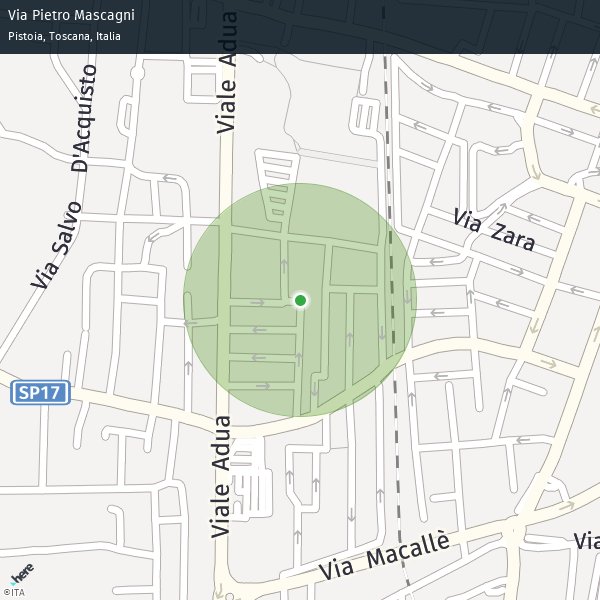 Via Pietro Mascagni
Pistoia, Toscana, Italia
Viale Adua
Via Salvo D'Acquisto
Via Zara
SP17
Viale Adua
Via Macallè
Via
here
©ITA